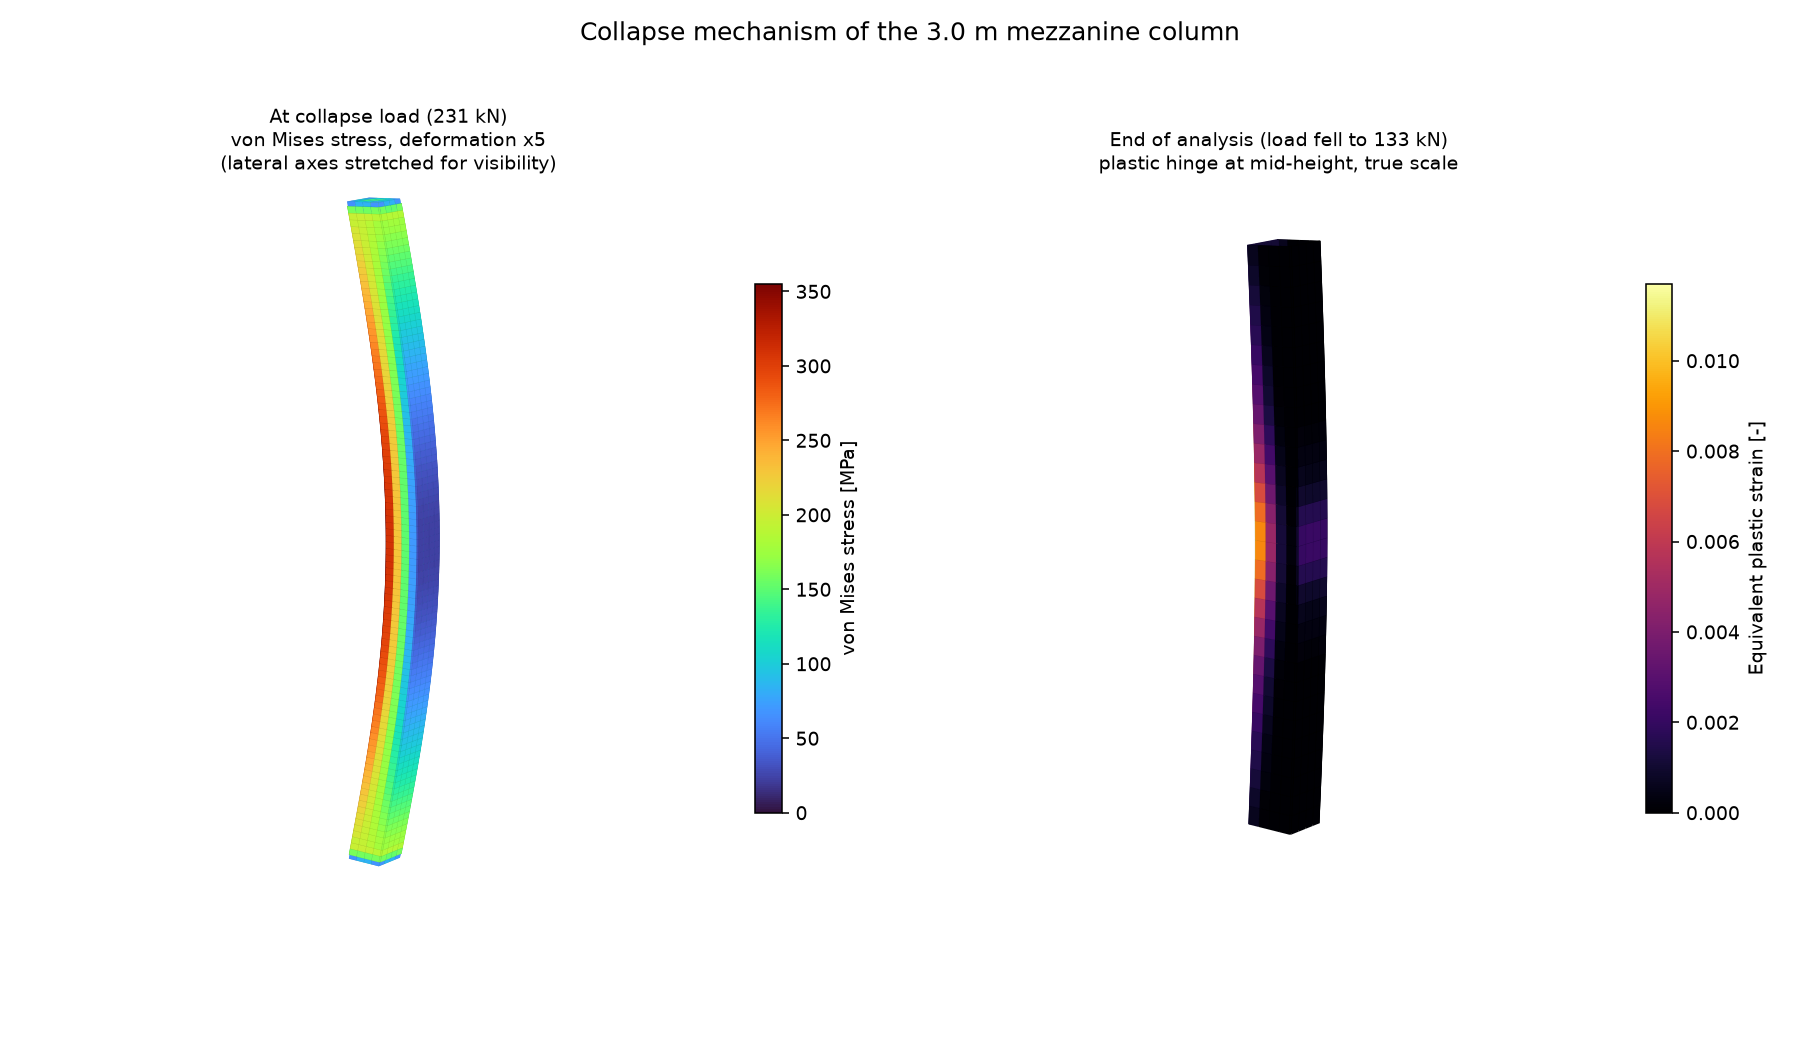 Collapse mechanism of the 3.0 m mezzanine column
At collapse load (231 kN)
von Mises stress, deformation x5
(lateral axes stretched for visibility)
350
300
250
200
150
100
50
0
von Mises stress [MPa]
End of analysis (load fell to 133 kN)
plastic hinge at mid-height, true scale
0.010
0.008
0.006
0.004
0.002
0.000
Equivalent plastic strain [-]